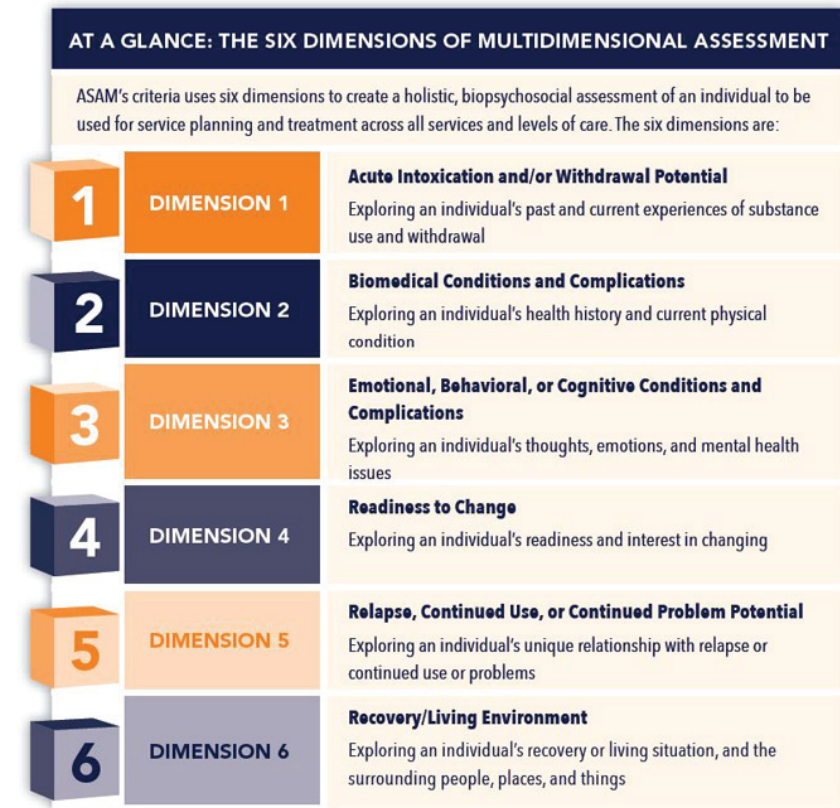 AT A GLANCE: THE SIX DIMENSIONS OF MULTIDIMENSIONAL ASSESSMENT
ASAM's criteria uses six dimensions to create a holistic, biopsychosocial assessment of an individual to be
used for service planning and treatment across all services and levels of care. The six dimensions are:
1
DIMENSION 1
Acute Intoxication and/or Withdrawal Potential
Exploring an individual's past and current experiences of substance
use and withdrawal
2
DIMENSION 2
Biomedical Conditions and Complications
Exploring an individual's health history and current physical
condition
3
DIMENSION 3
Emotional, Behavioral, or Cognitive Conditions and
Complications
Exploring an individual's thoughts, emotions, and mental health
issues
4
DIMENSION 4
Readiness to Change
Exploring an individual's readiness and interest in changing
5
DIMENSION 5
Relapse, Continued Use, or Continued Problem Potential
Exploring an individual's unique relationship with relapse or
continued use or problems
6
DIMENSION 6
Recovery/Living Environment
Exploring an individual's recovery or living situation, and the
surrounding people, places, and things